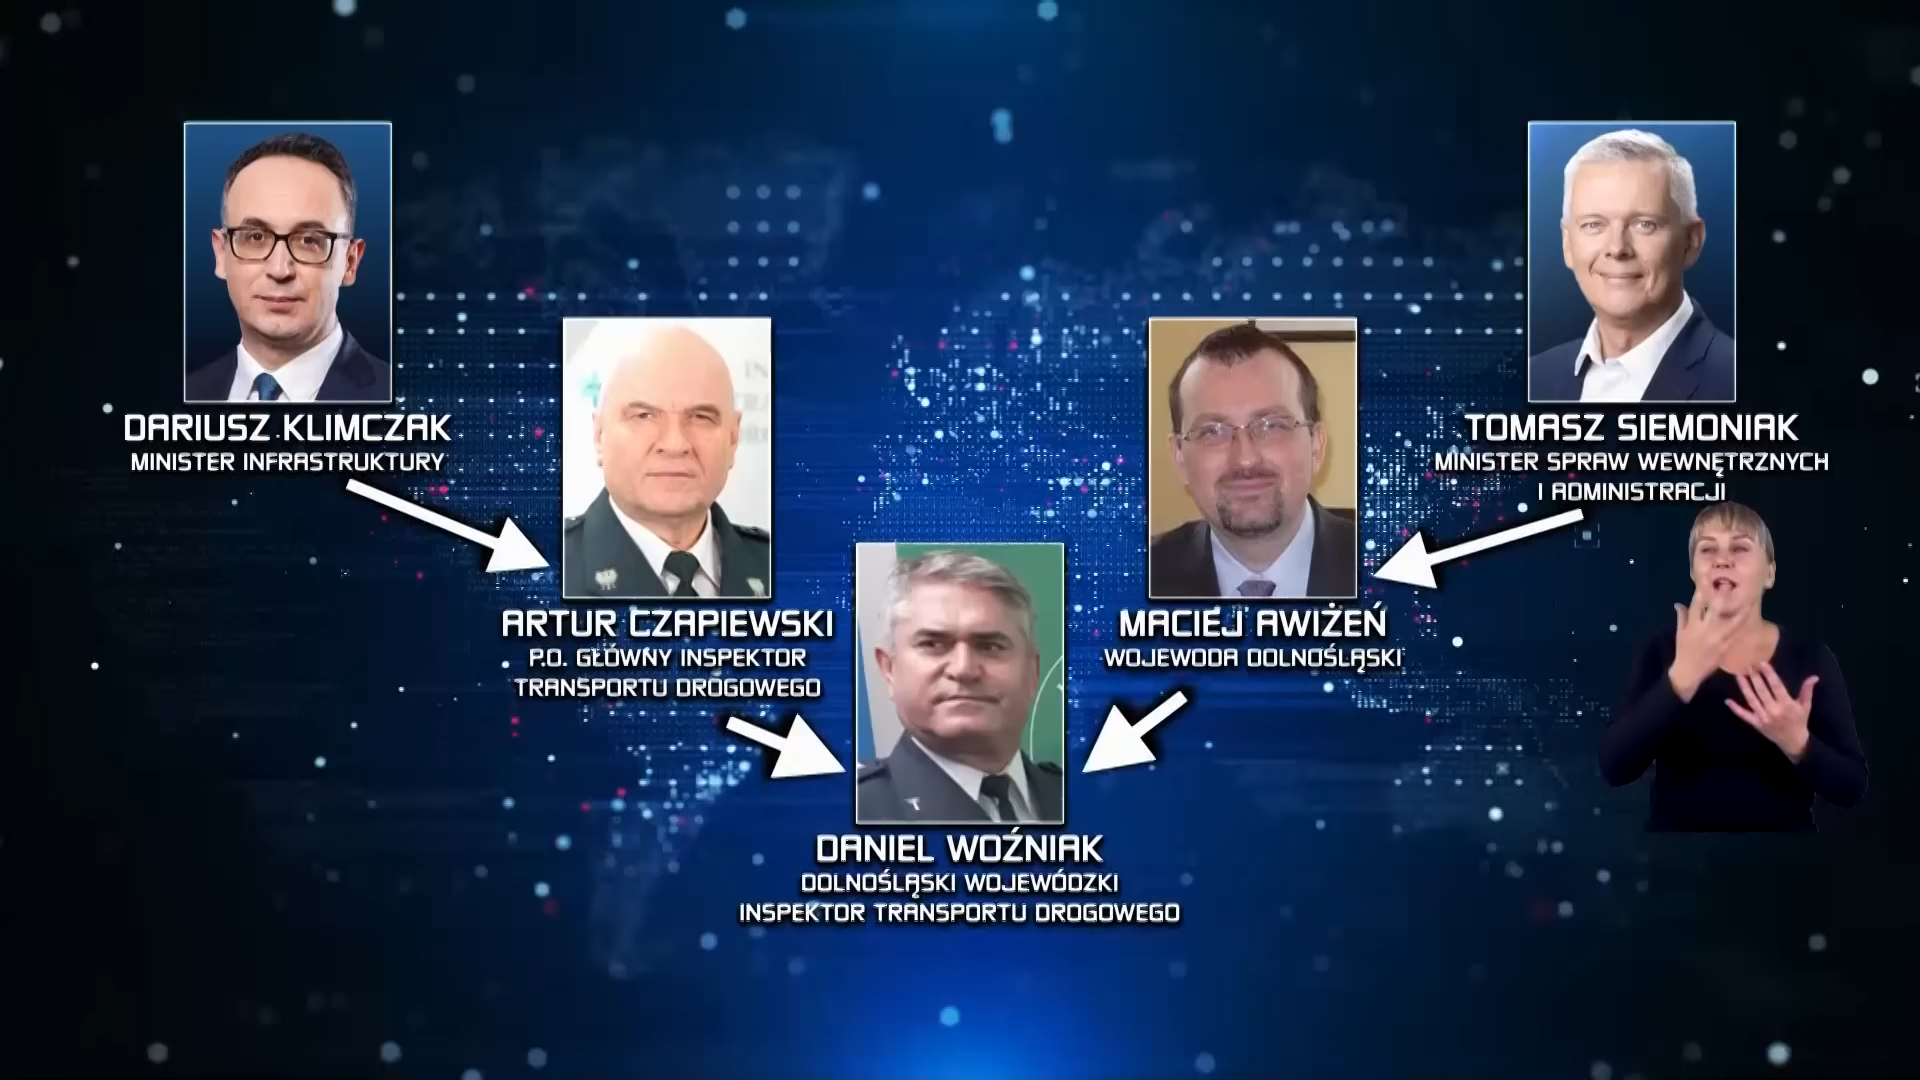 DARIUSZ KLIMCZAK
MINISTER INFRASTRUKTURY
TOMASZ SIEMONIAK
MINISTER SPRAW WEWNĘTRZNYCH
I ADMINISTRACJI
ARTUR CZAPIEWSKI
P.O. GŁÓWNY INSPEKTOR
TRANSPORTU DROGOWEGO
MACIEJ AWIŻEŃ
WOJEWODA DOLNOŚLĄSKI
DANIEL WOŹNIAK
DOLNOŚLĄSKI WOJEWÓDZKI
INSPEKTOR TRANSPORTU DROGOWEGO